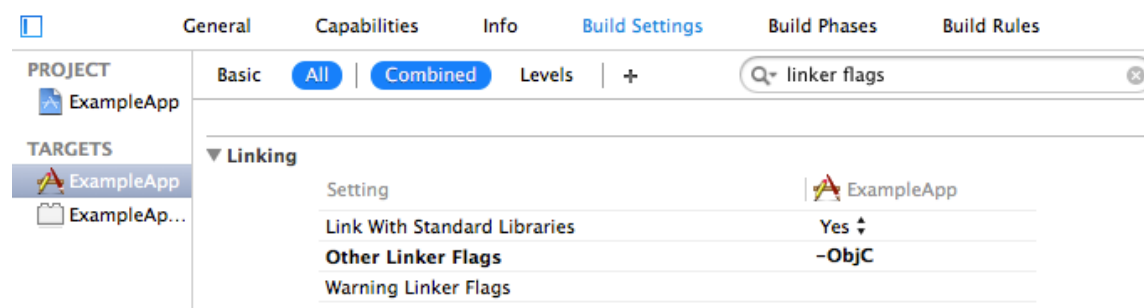 General Capabilities Info Build Settings Build Phases Build Rules
PROJECT
ExampleApp
TARGETS
ExampleApp
ExampleAp...
Basic All Combined Levels + linker flags
Linking
Setting ExampleApp
Link With Standard Libraries Yes
Other Linker Flags -ObjC
Warning Linker Flags